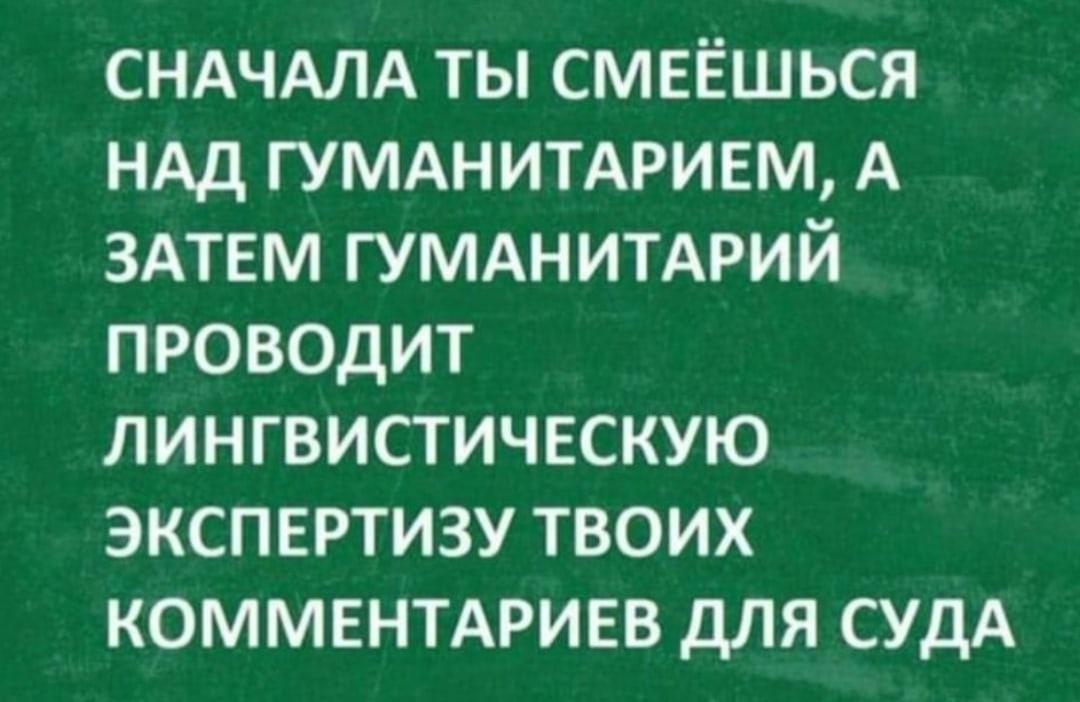 СНАЧАЛА ТЫ СМЕЁШЬСЯ
НАД ГУМАНИТАРИЕМ, А
ЗАТЕМ ГУМАНИТАРИЙ
ПРОВОДИТ
ЛИНГВИСТИЧЕСКУЮ
ЭКСПЕРТИЗУ ТВОИХ
КОММЕНТАРИЕВ ДЛЯ СУДА